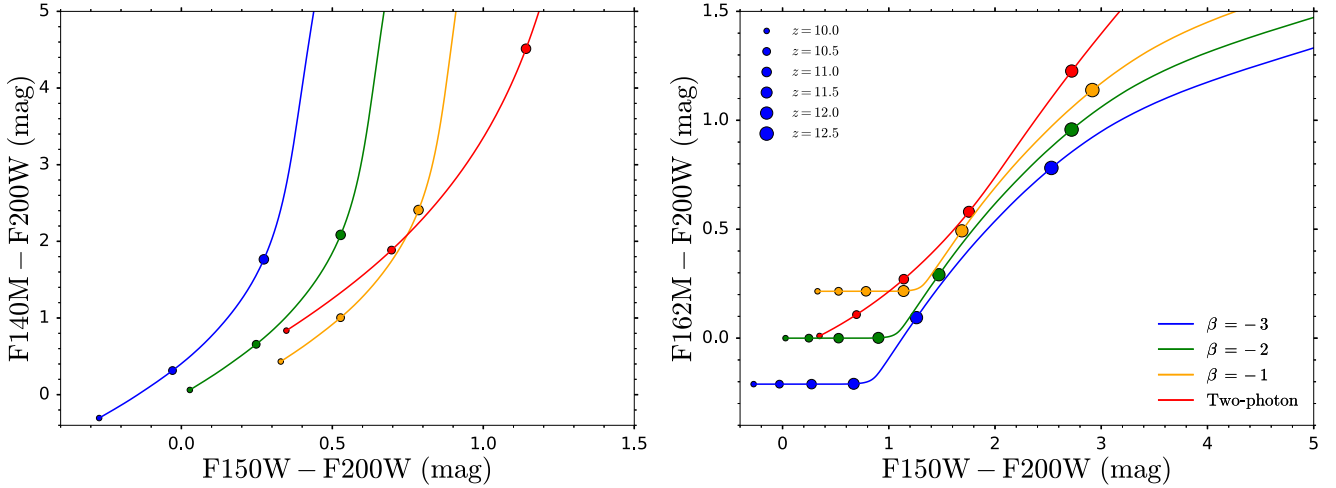 5
4
3
2
1
0
F140M − F200W (mag)
0.0 0.5 1.0 1.5
F150W − F200W (mag)
1.5
1.0
0.5
0.0
F162M − F200W (mag)
0 1 2 3 4 5
F150W − F200W (mag)
z = 10.0
z = 10.5
z = 11.0
z = 11.5
z = 12.0
z = 12.5
β = −3
β = −2
β = −1
Two-photon